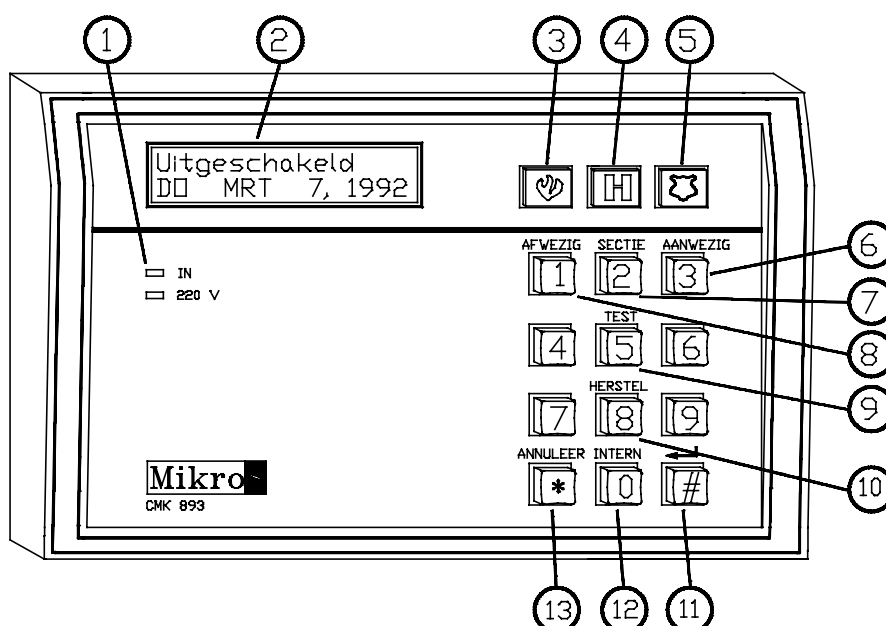 1 2 3 4 5
Uitgeschakeld
DO MRT 7, 1992
H
AFWEZIG SECTIE AANWEZIG
1 2 3
6
IN
220 V
7
TEST
4 5 6
8
HERSTEL
7 8 9
9
ANNULEER INTERN
* 0 #
10
Mikro
CMK 893
13 12 11